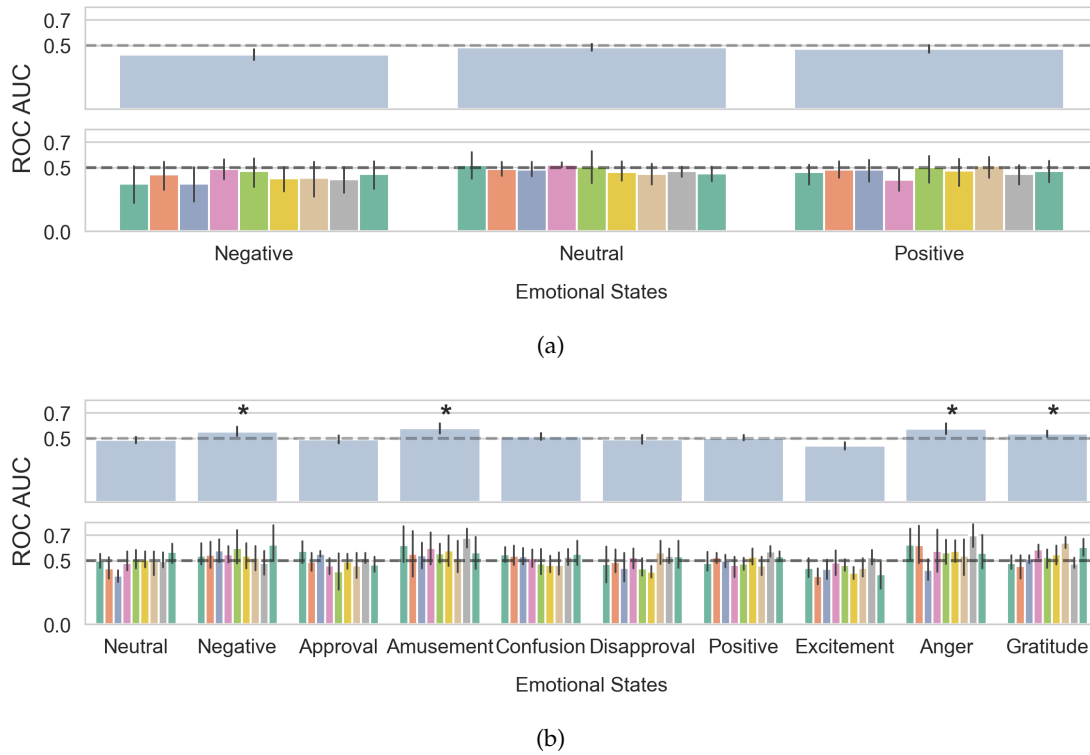 0.7
0.5
ROC AUC
0.7
0.5
0.0
Negative Neutral Positive
Emotional States
(a)
* * * *
0.7
0.5
ROC AUC
0.7
0.5
0.0
Neutral Negative Approval Amusement Confusion Disapproval Positive Excitement Anger Gratitude
Emotional States
(b)